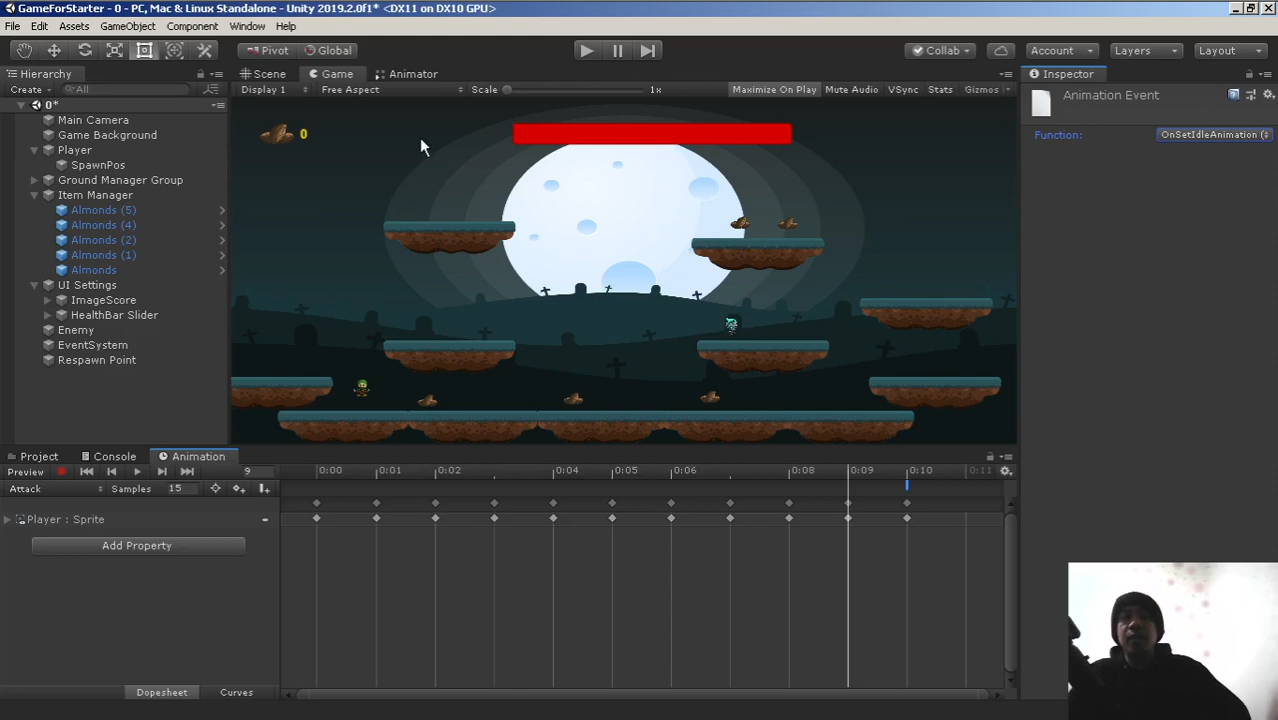 GameForStarter - 0 - PC, Mac & Linux Standalone - Unity 2019.2.0f1* <DX11 on DX10 GPU>
File Edit Assets GameObject Component Window Help
Pivot Global Collab Account Layers Layout
Hierarchy Scene Game Animator Inspector
Create All Display 1 Free Aspect Scale 1x Maximize On Play Mute Audio VSync Stats Gizmos Animation Event
0*
Main Camera
Game Background
Player
SpawnPos
Ground Manager Group
Item Manager
Almonds (5)
Almonds (4)
Almonds (2)
Almonds (1)
Almonds
UI Settings
ImageScore
HealthBar Slider
Enemy
EventSystem
Respawn Point
0
Function: OnSetIdleAnimation (
Project Console Animation
Preview 9 0:00 0:01 0:02 0:04 0:05 0:06 0:08 0:09 0:10 0:11
Attack Samples 15
Player : Sprite
Add Property
Dopesheet Curves